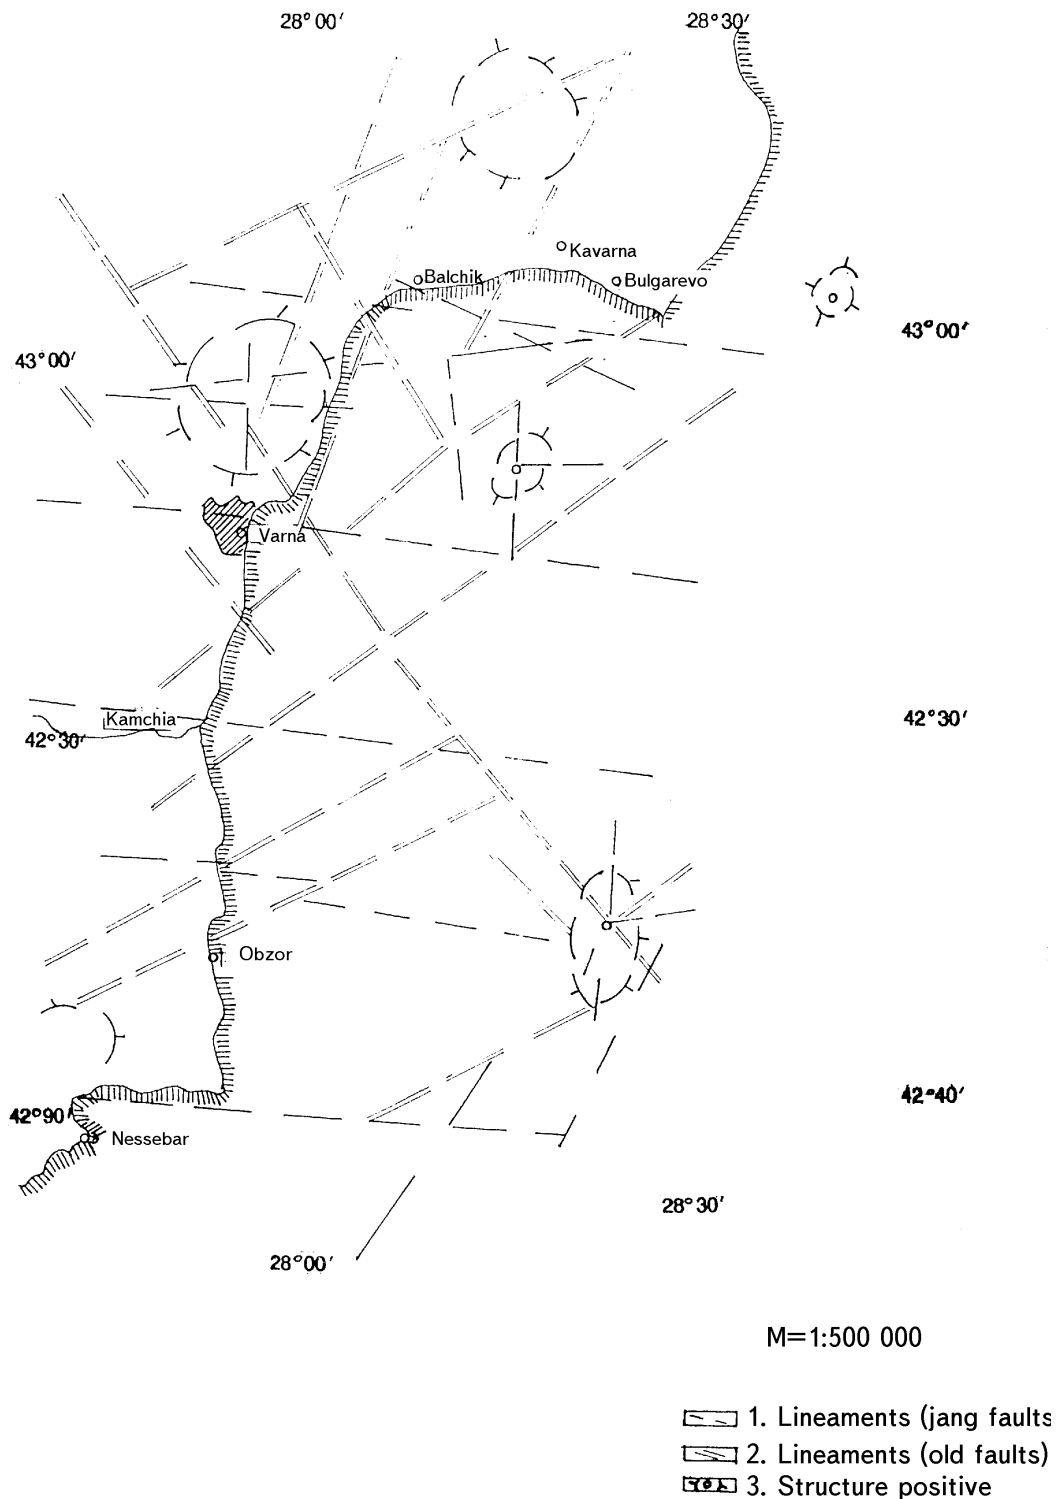 28°00′ 28°30′
Kavarna
Balchik Bulgarevo
43°00′
43°00′
Varna
Kamchia
42°30′
42°30′
Obzor
42°90′ 42°40′
Nessebar
28°30′
28°00′
M=1:500 000
1. Lineaments (jang faults
2. Lineaments (old faults)
3. Structure positive